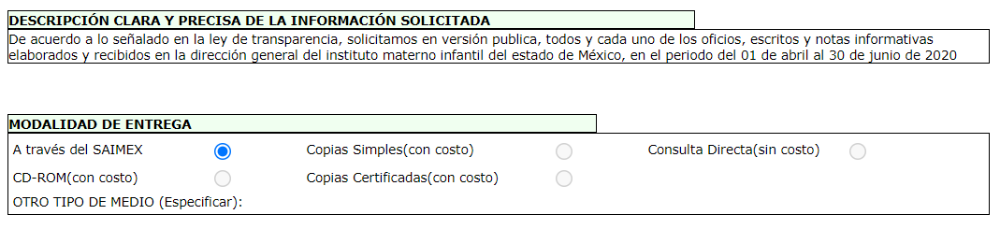 DESCRIPCIÓN CLARA Y PRECISA DE LA INFORMACIÓN SOLICITADA
De acuerdo a lo señalado en la ley de transparencia, solicitamos en versión publica, todos y cada uno de los oficios, escritos y notas informativas
elaborados y recibidos en la dirección general del instituto materno infantil del estado de México, en el periodo del 01 de abril al 30 de junio de 2020
MODALIDAD DE ENTREGA
A través del SAIMEX Copias Simples(con costo) Consulta Directa(sin costo)
CD-ROM(con costo) Copias Certificadas(con costo)
OTRO TIPO DE MEDIO (Especificar):